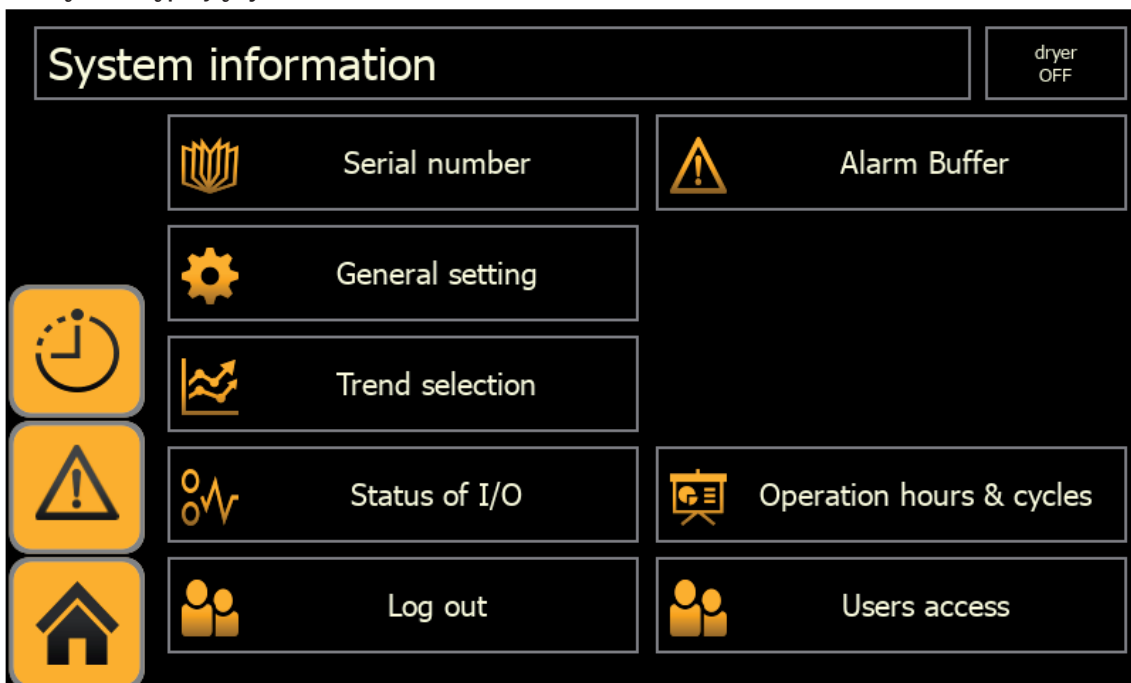 System information
dryer
OFF
Serial number
Alarm Buffer
General setting
Trend selection
Status of I/O
Operation hours & cycles
Log out
Users access